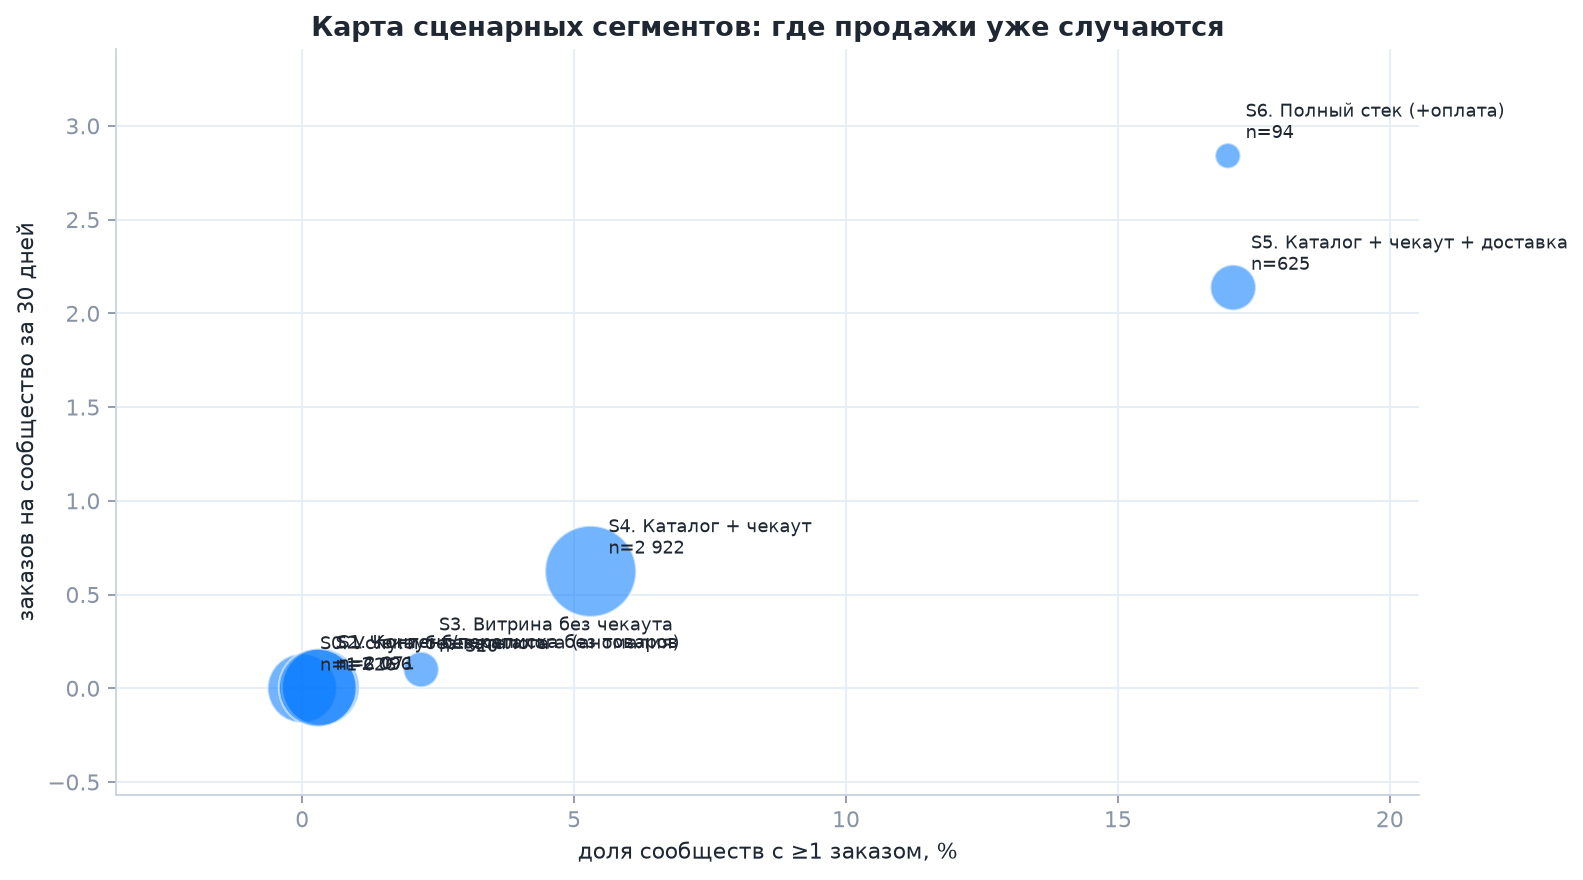 Карта сценарных сегментов: где продажи уже случаются
S6. Полный стек (+оплата)
n=94
S5. Каталог + чекаут + доставка
n=625
S4. Каталог + чекаут
n=2 922
S3. Витрина без чекаута
заказов на сообщество за 30 дней
3.0
2.5
2.0
1.5
1.0
0.5
0.0
−0.5
0
5
10
15
20
доля сообществ с ≥1 заказом, %